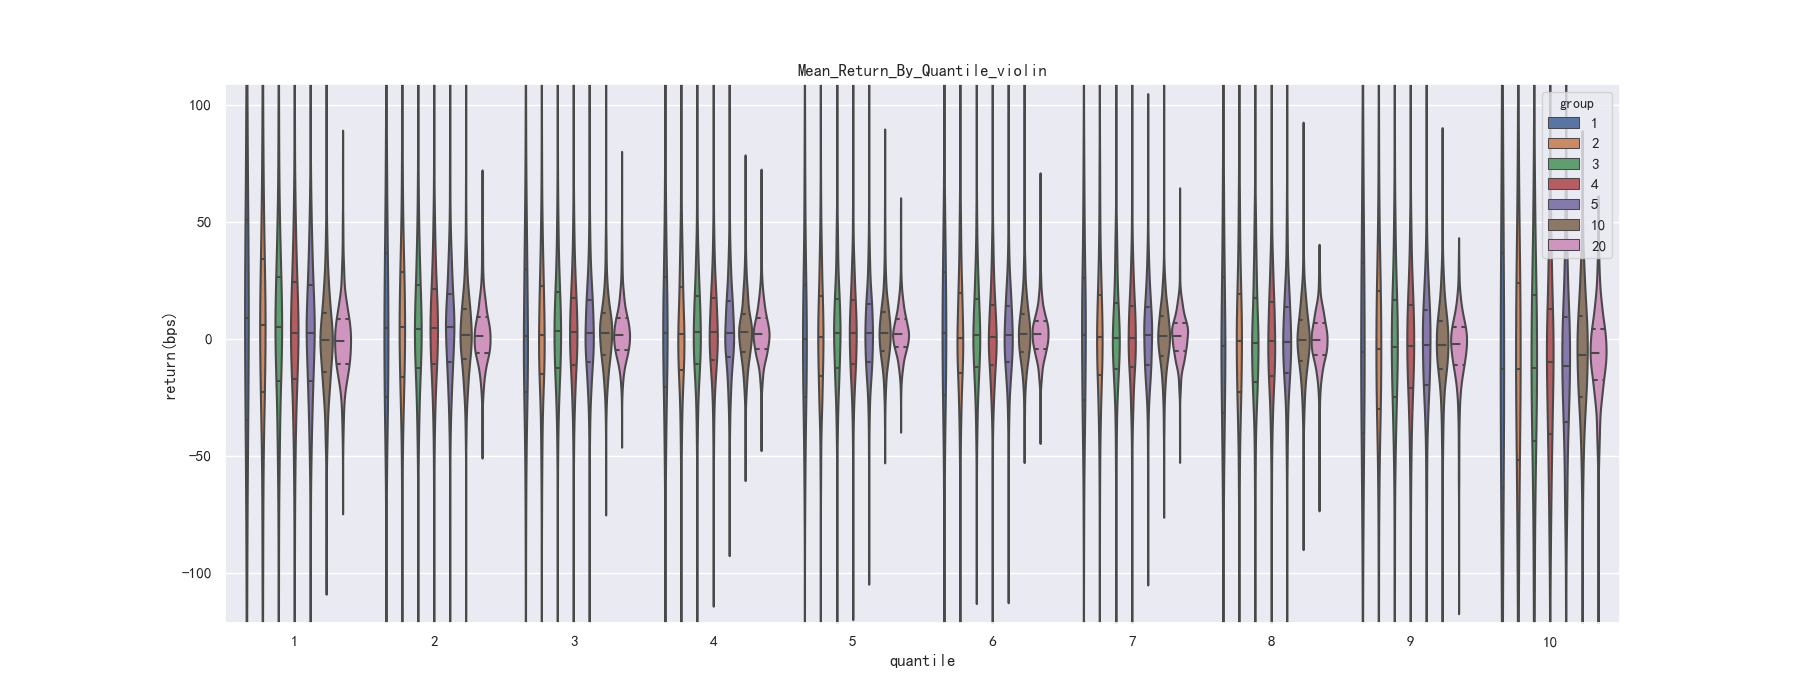 Mean_Return_By_Quantile_violin
group
1
2
3
4
5
10
20
100
50
0
−50
−100
return(bps)
1 2 3 4 5 6 7 8 9 10
quantile